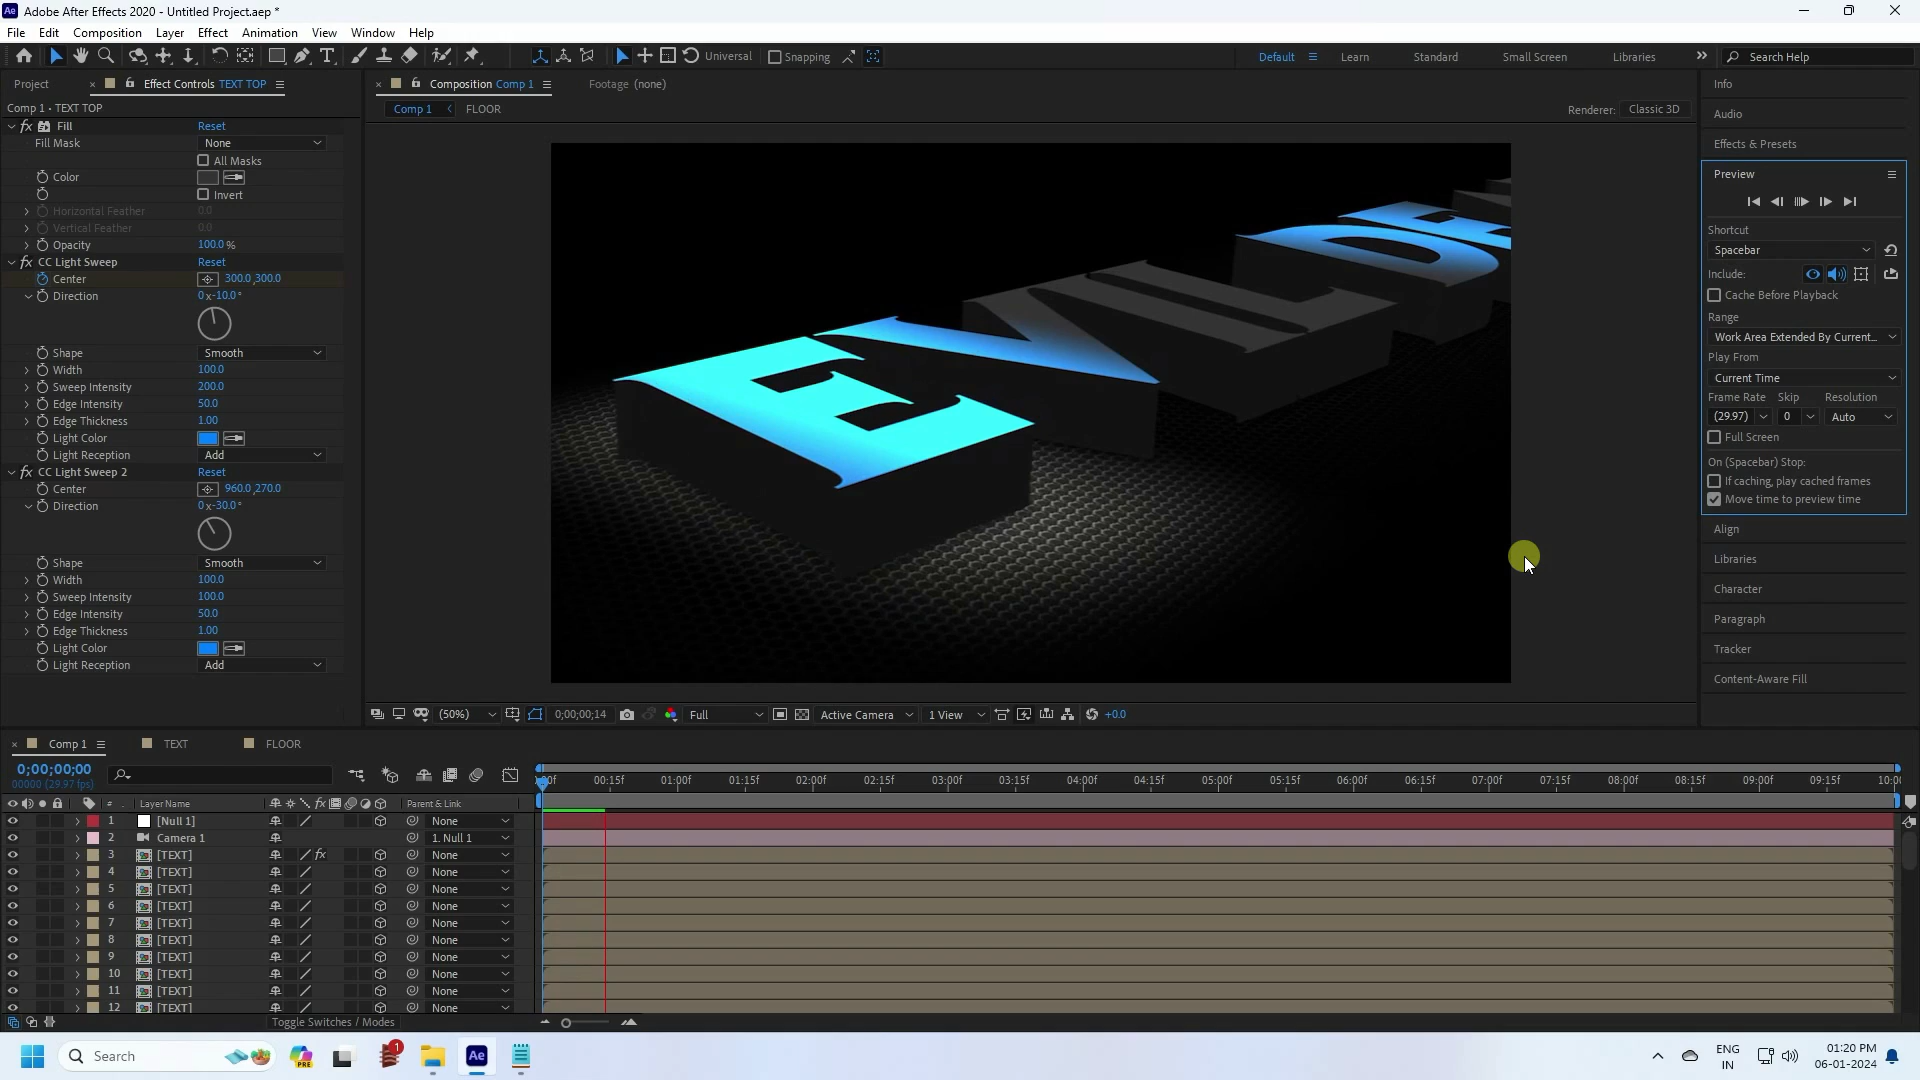 Adobe After Effects 2020 - Untitled Project.aep *
File Edit Composition Layer Effect Animation View Window Help
Universal Snapping Default Learn Standard Small Screen Libraries Search Help
Project Effect Controls TEXT TOP Composition Comp 1 Footage (none) Info
Comp 1 • TEXT TOP Comp 1 FLOOR Renderer: Classic 3D
Audio
Effects & Presets
Fill Reset
Fill Mask None
All Masks
Color
Invert
Horizontal Feather 0.0
Vertical Feather 0.0
Opacity 100.0 %
CC Light Sweep Reset
Center 300.0,300.0
Direction 0 x-10.0 °
Shape Smooth
Width 100.0
Sweep Intensity 200.0
Edge Intensity 50.0
Edge Thickness 1.00
Light Color
Light Reception Add
CC Light Sweep 2 Reset
Center 960.0,270.0
Direction 0 x-30.0 °
Shape Smooth
Width 100.0
Sweep Intensity 100.0
Edge Intensity 50.0
Edge Thickness 1.00
Light Color
Light Reception Add
Preview
Shortcut
Spacebar
Include:
Cache Before Playback
Range
Work Area Extended By Current...
Play From
Current Time
Frame Rate Skip Resolution
(29.97) 0 Auto
Full Screen
On (Spacebar) Stop:
If caching, play cached frames
Move time to preview time
Align
Libraries
Character
Paragraph
Tracker
Content-Aware Fill
(50%) 0;00;00;14 Full Active Camera 1 View +0.0
Comp 1 TEXT FLOOR
0;00;00;00
00000 (29.97 fps)
00f 00:15f 01:00f 01:15f 02:00f 02:15f 03:00f 03:15f 04:00f 04:15f 05:00f 05:15f 06:00f 06:15f 07:00f 07:15f 08:00f 08:15f 09:00f 09:15f 10:0
# Layer Name Parent & Link
1 [Null 1] None
2 Camera 1 1. Null 1
3 [TEXT] None
4 [TEXT] None
5 [TEXT] None
6 [TEXT] None
7 [TEXT] None
8 [TEXT] None
9 [TEXT] None
10 [TEXT] None
11 [TEXT] None
12 [TEXT] None
Toggle Switches / Modes
Search PRE 1 Ae ENG
IN
01:20 PM
06-01-2024